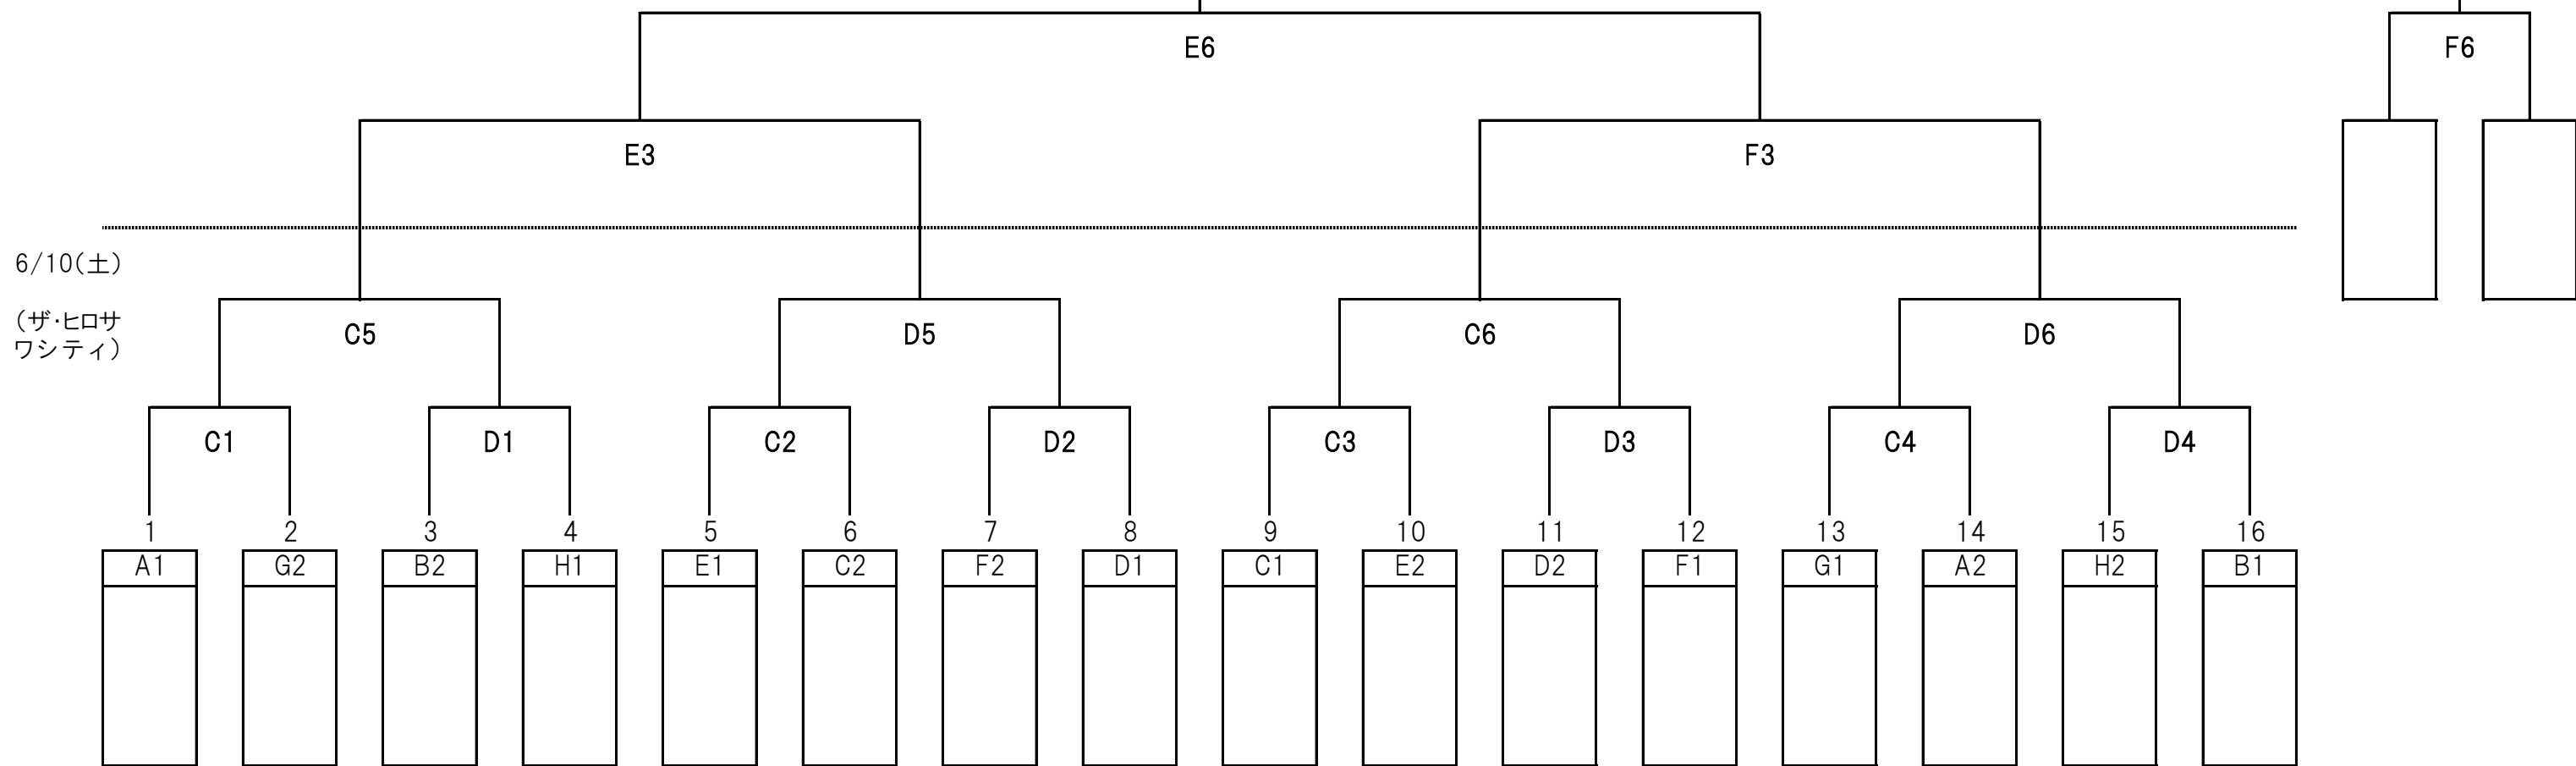 E6 F6
E3 F3
6/10(土)
(ザ・ヒロサ
ワシティ)
C5 D5 C6 D6
C1 D1 C2 D2 C3 D3 C4 D4
1 2 3 4 5 6 7 8 9 10 11 12 13 14 15 16
A1 G2 B2 H1 E1 C2 F2 D1 C1 E2 D2 F1 G1 A2 H2 B1